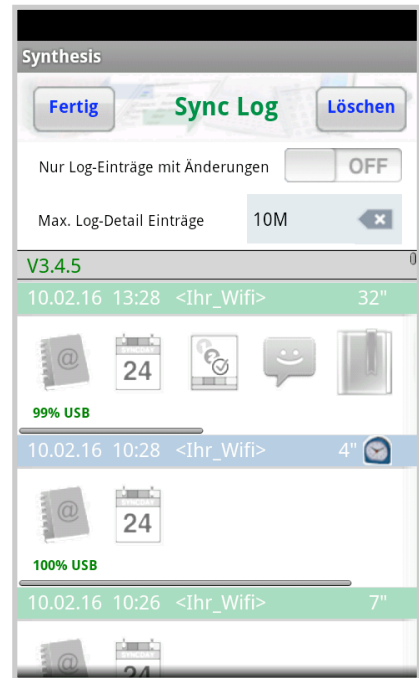 Synthesis
Fertig Sync Log Löschen
Nur Log-Einträge mit Änderungen OFF
Max. Log-Detail Einträge 10M
V3.4.5 0
10.02.16 13:28 <Ihr_Wifi> 32"
@ 24
99% USB
10.02.16 10:28 <Ihr_Wifi> 4"
@ 24
100% USB
10.02.16 10:26 <Ihr_Wifi> 7"
@ 24